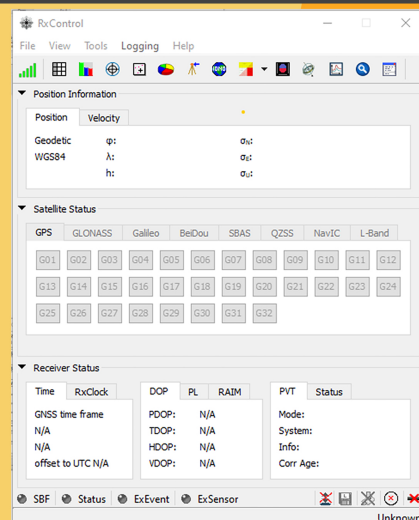 RxControl
File View Tools Logging Help
Position Information
Position Velocity
Geodetic φ: σN:
WGS84 λ: σE:
h: σU:
Satellite Status
GPS GLONASS Galileo BeiDou SBAS QZSS NavIC L-Band
G01 G02 G03 G04 G05 G06 G07 G08 G09 G10 G11 G12
G13 G14 G15 G16 G17 G18 G19 G20 G21 G22 G23 G24
G25 G26 G27 G28 G29 G30 G31 G32
Receiver Status
Time RxClock DOP PL RAIM PVT Status
GNSS time frame PDOP: N/A Mode:
N/A TDOP: N/A System:
N/A HDOP: N/A Info:
offset to UTC N/A VDOP: N/A Corr Age:
SBF Status ExEvent ExSensor